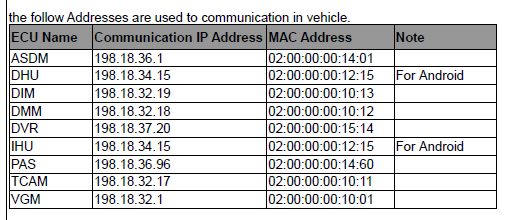 the follow Addresses are used to communication in vehicle.
ECU Name Communication IP Address MAC Address Note
ASDM 198.18.36.1 02:00:00:00:14:01
DHU 198.18.34.15 02:00:00:00:12:15 For Android
DIM 198.18.32.19 02:00:00:00:10:13
DMM 198.18.32.18 02:00:00:00:10:12
DVR 198.18.37.20 02:00:00:00:15:14
IHU 198.18.34.15 02:00:00:00:12:15 For Android
PAS 198.18.36.96 02:00:00:00:14:60
TCAM 198.18.32.17 02:00:00:00:10:11
VGM 198.18.32.1 02:00:00:00:10:01